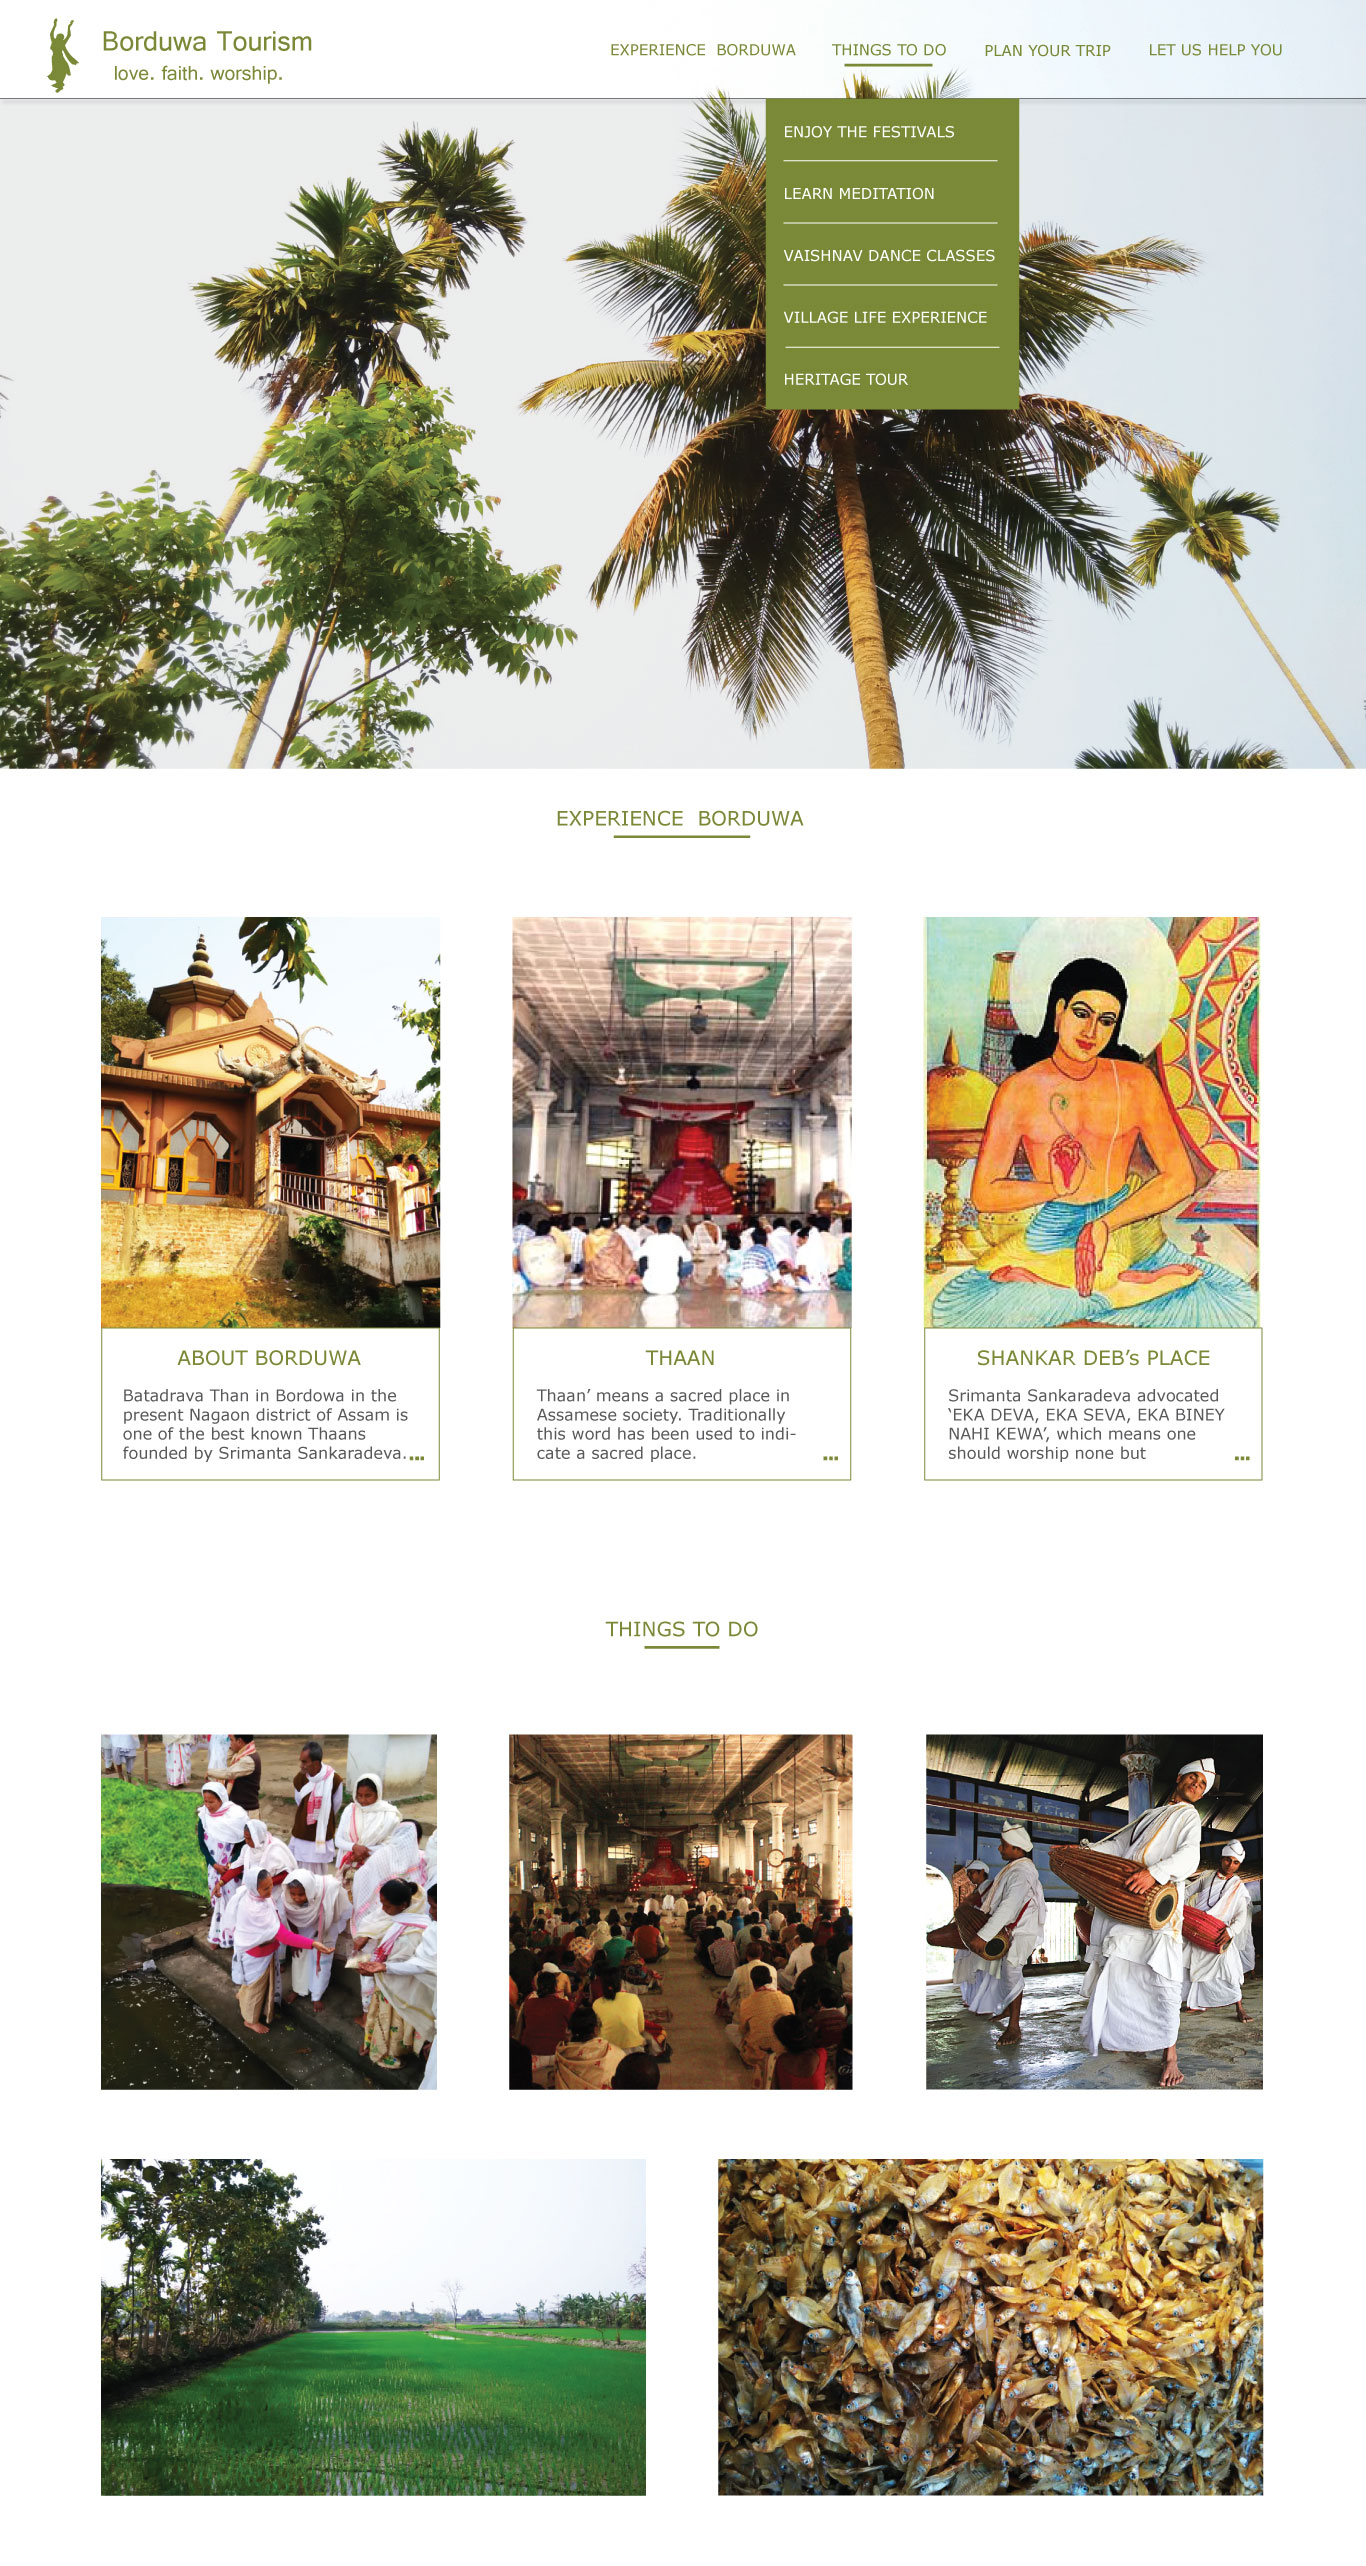 Borduwa Tourism
love. faith. worship.
EXPERIENCE BORDUWA
THINGS TO DO
PLAN YOUR TRIP
LET US HELP YOU
ENJOY THE FESTIVALS
LEARN MEDITATION
VAISHNAV DANCE CLASSES
VILLAGE LIFE EXPERIENCE
HERITAGE TOUR
EXPERIENCE BORDUWA
ABOUT BORDUWA
Batadrava Than in Bordowa in the
present Nagaon district of Assam is
one of the best known Thaans
founded by Srimanta Sankaradeva. ...
THAAN
Thaan’ means a sacred place in
Assamese society. Traditionally
this word has been used to indi-
cate a sacred place. ...
SHANKAR DEB’s PLACE
Srimanta Sankaradeva advocated
‘EKA DEVA, EKA SEVA, EKA BINEY
NAHI KEWA’, which means one
should worship none but ...
THINGS TO DO